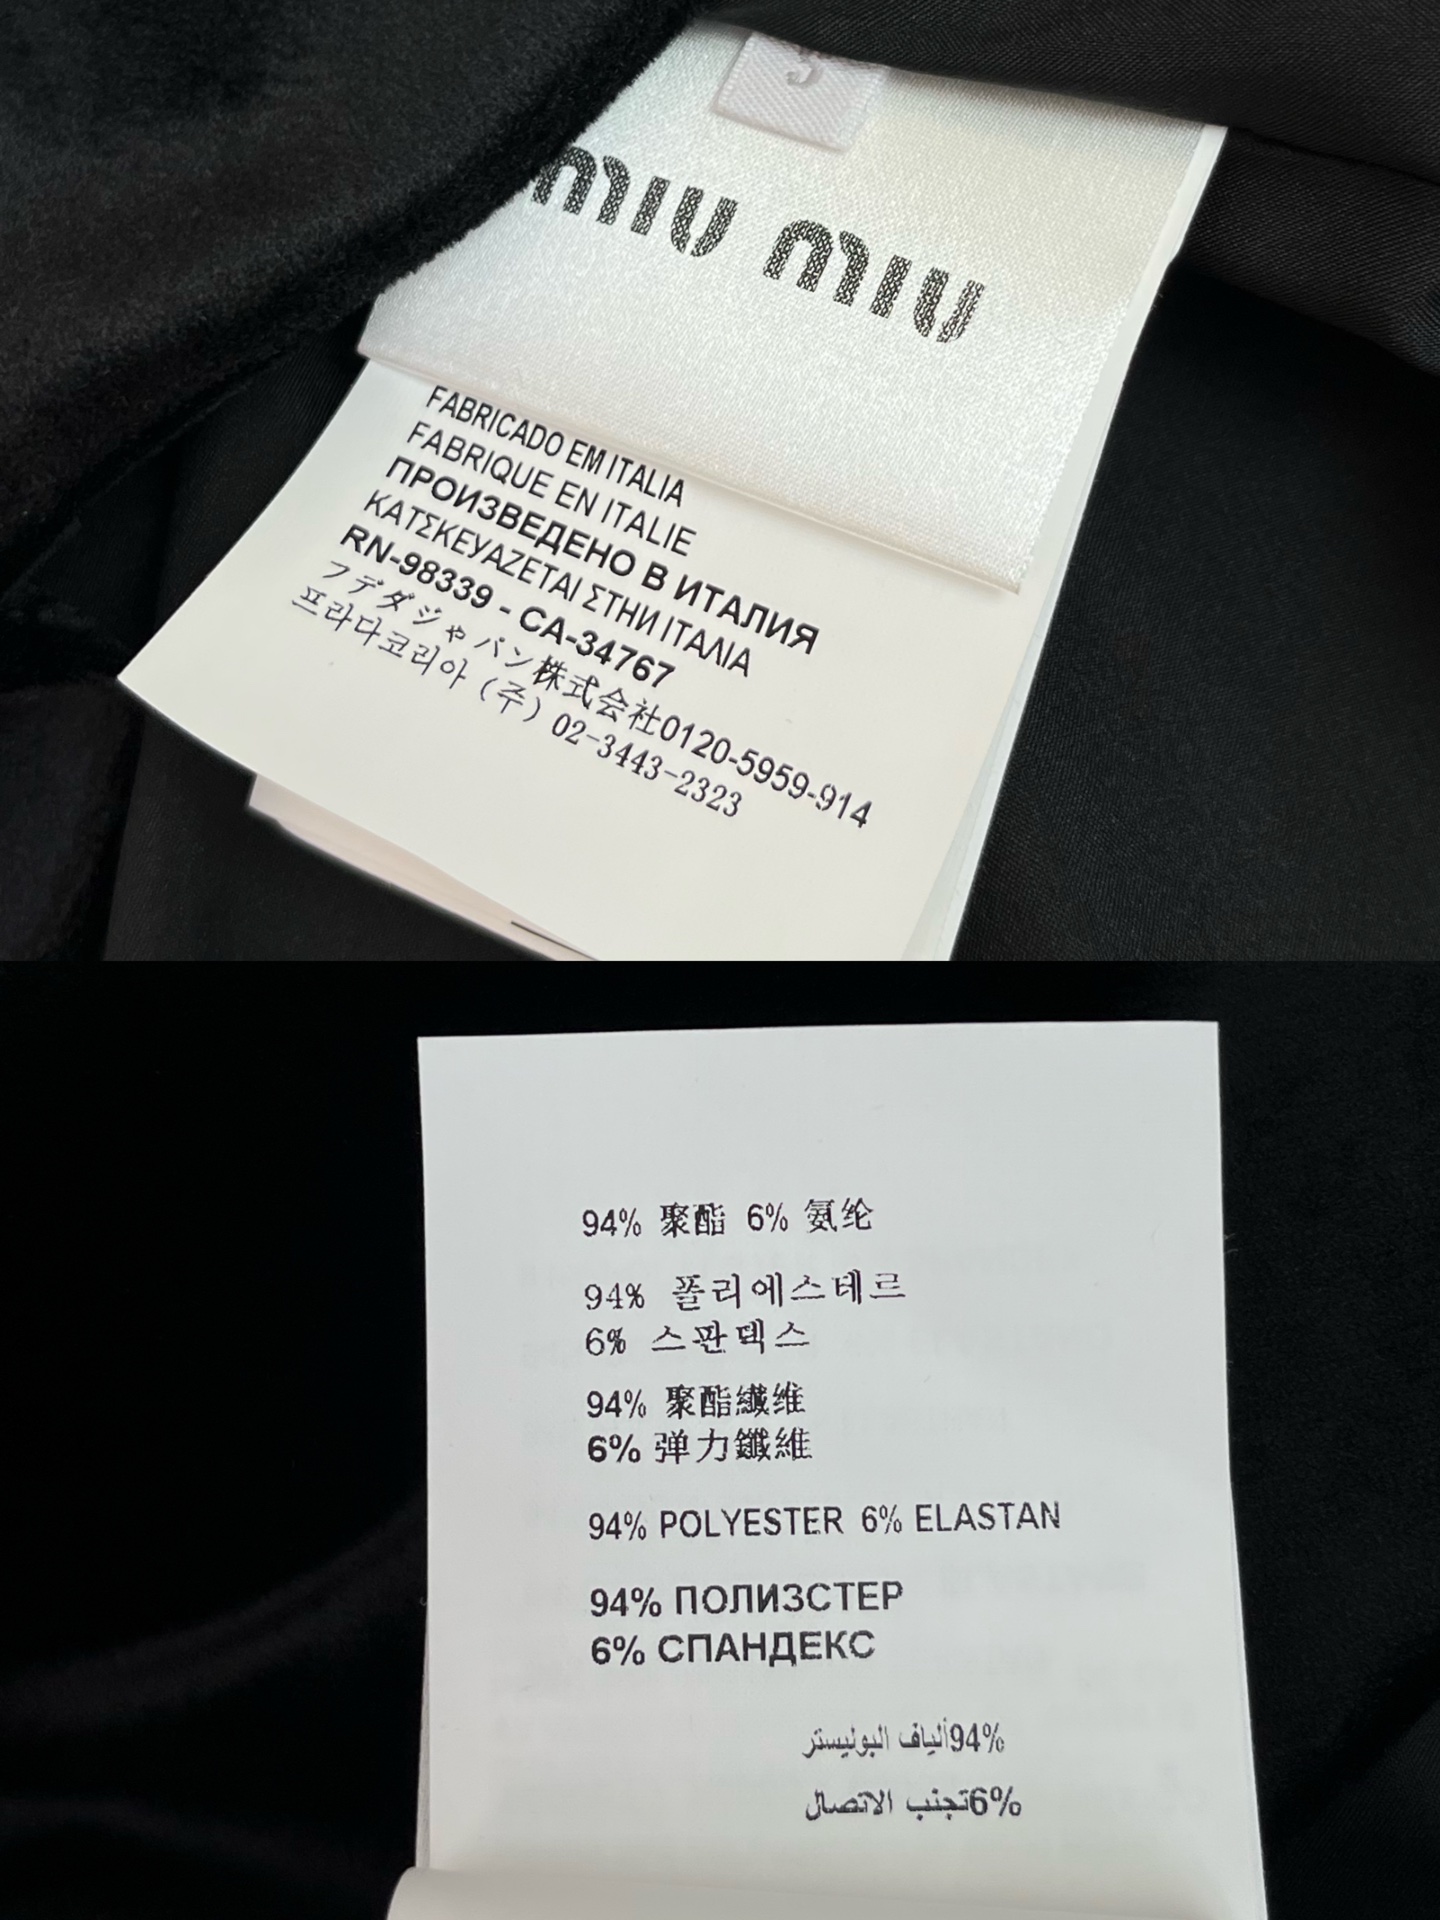 miu miu
FABRICADO EM ITALIA
FABRIQUE EN ITALIE
ПРОИЗВЕДЕНО В ИТАЛИЯ
ΚΑΤΣΚΕΥΑΖΕΤΑΙ ΣΤΗИ ΙΤΑΛΙΑ
RN-98339 - CA-34767
フデダジャパン株式会社0120-5959-914
프라다코리아 (주) 02-3443-2323
94% 聚酯 6% 氨纶
94% 폴리에스테르
6% 스판덱스
94% 聚酯繊维
6% 弹力鑯維
94% POLYESTER 6% ELASTAN
94% ПОЛИЗСТЕР
6% СПАНДЕКС
94%ألياف البوليستر
6%تجنب الاتصال